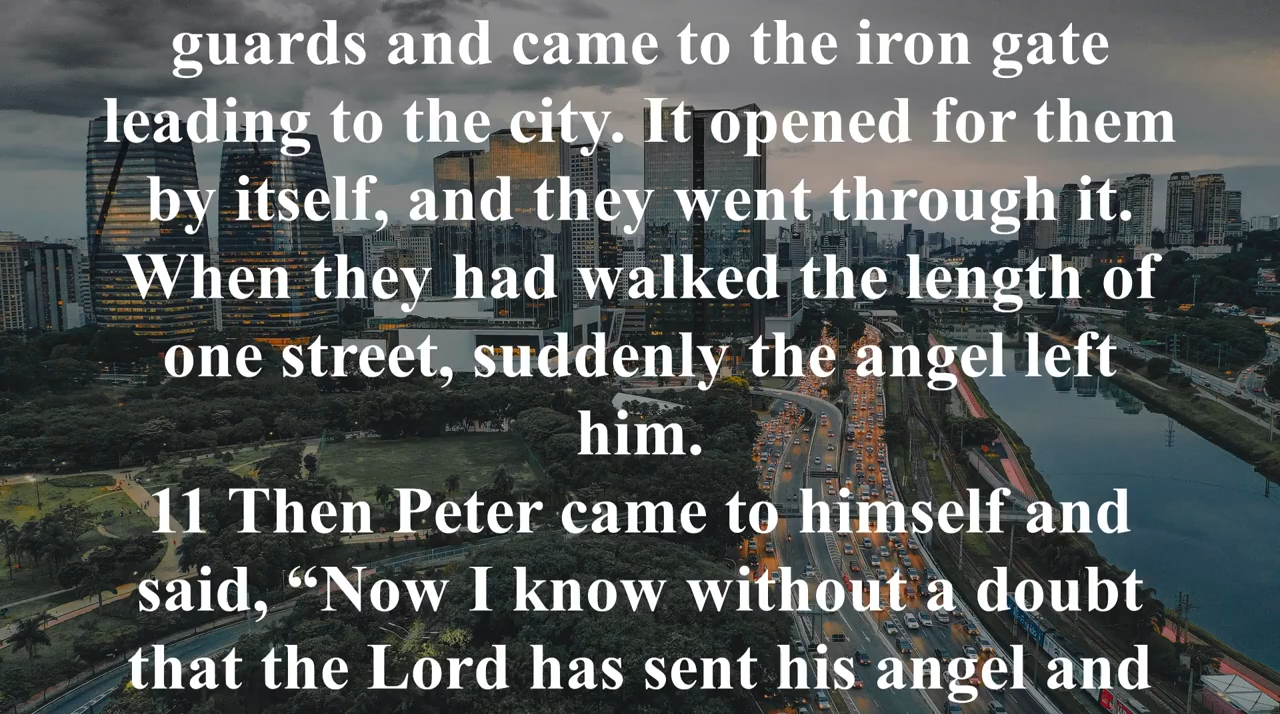 guards and came to the iron gate
leading to the city. It opened for them
by itself, and they went through it.
When they had walked the length of
one street, suddenly the angel left
him.
11 Then Peter came to himself and
said, “Now I know without a doubt
that the Lord has sent his angel and